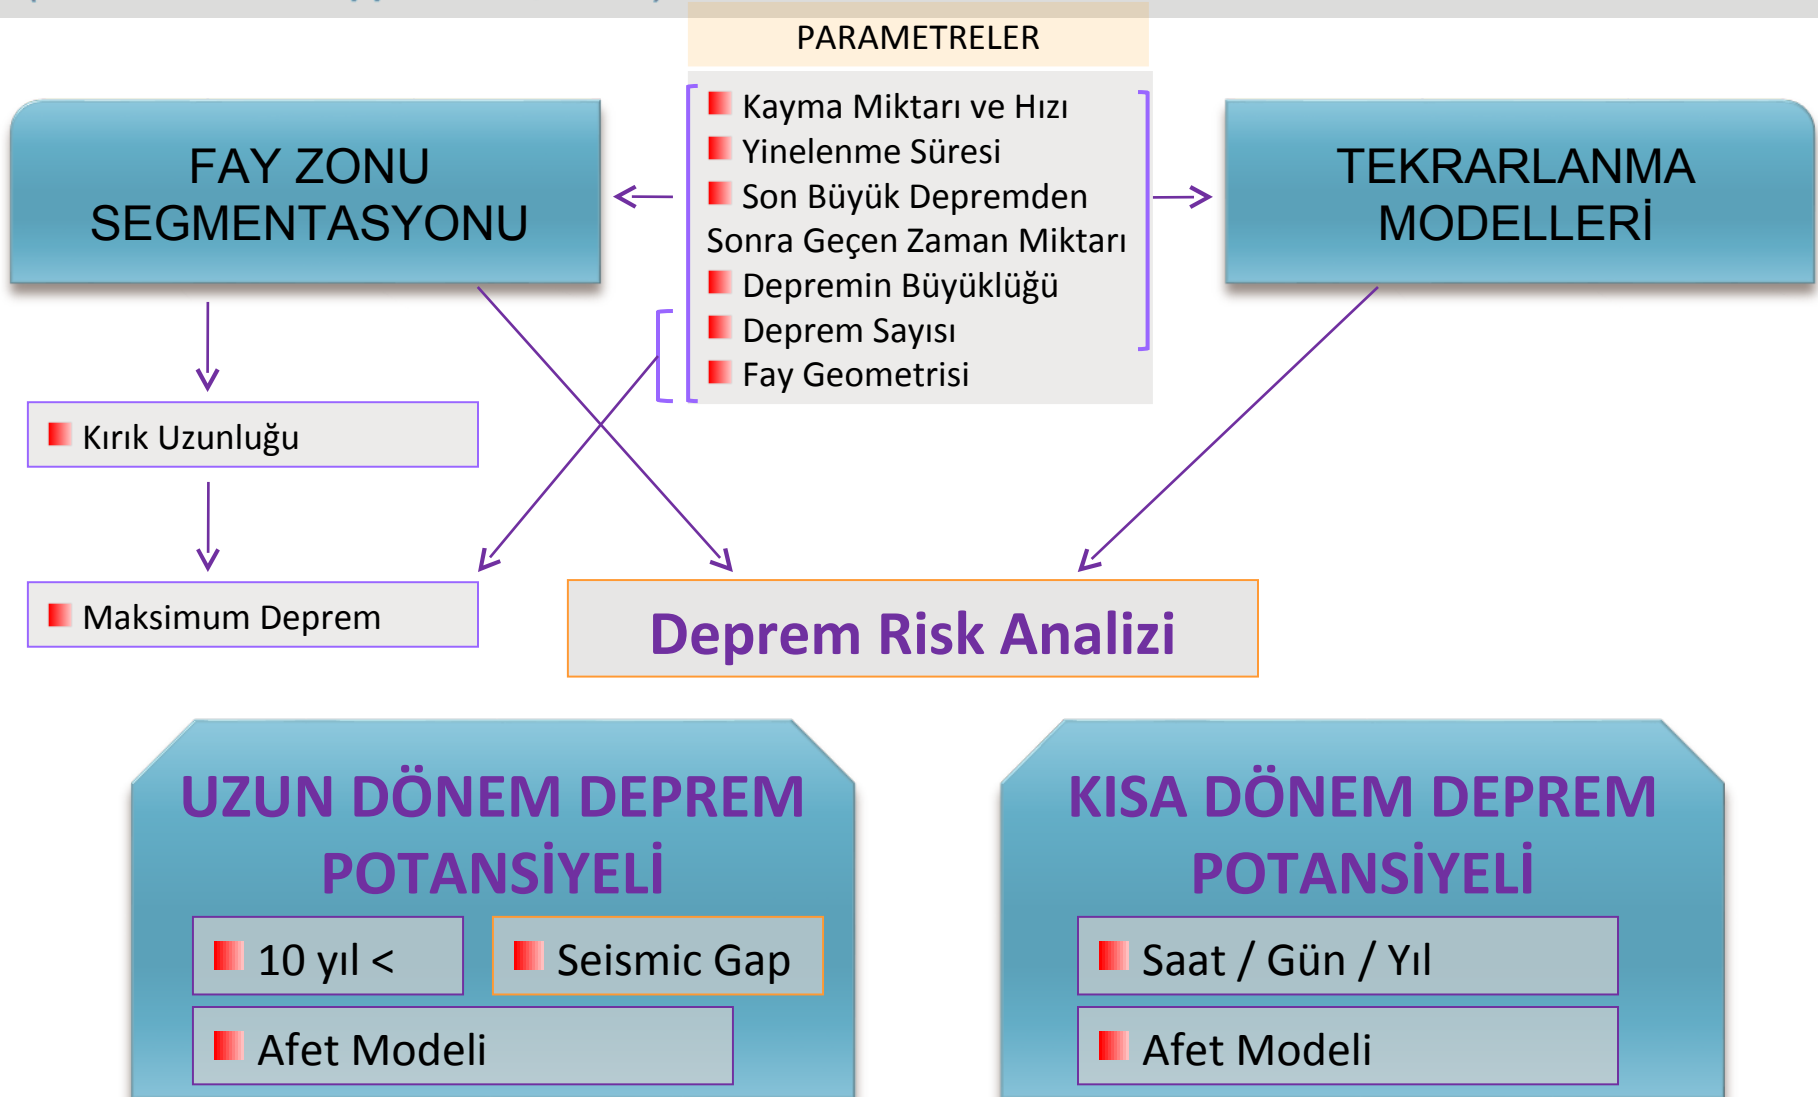 PARAMETRELER
Kayma Miktarı ve Hızı
Yinelenme Süresi
Son Büyük Depremden
Sonra Geçen Zaman Miktarı
Depremin Büyüklüğü
Deprem Sayısı
Fay Geometrisi
FAY ZONU
SEGMENTASYONU
TEKRARLANMA
MODELLERİ
Kırık Uzunluğu
Maksimum Deprem
Deprem Risk Analizi
UZUN DÖNEM DEPREM
POTANSİYELİ
10 yıl <
Seismic Gap
Afet Modeli
KISA DÖNEM DEPREM
POTANSİYELİ
Saat / Gün / Yıl
Afet Modeli